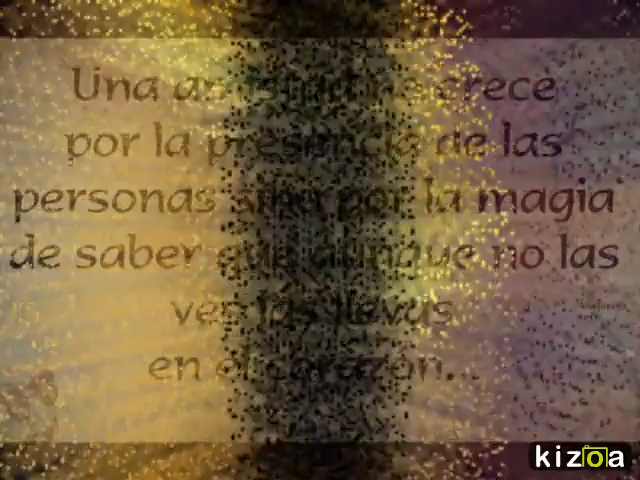 Una amistad no crece
por la presencia de las
personas sino por la magia
de saber que aunque no las
ves las llevas
en el corazón...
kizoa